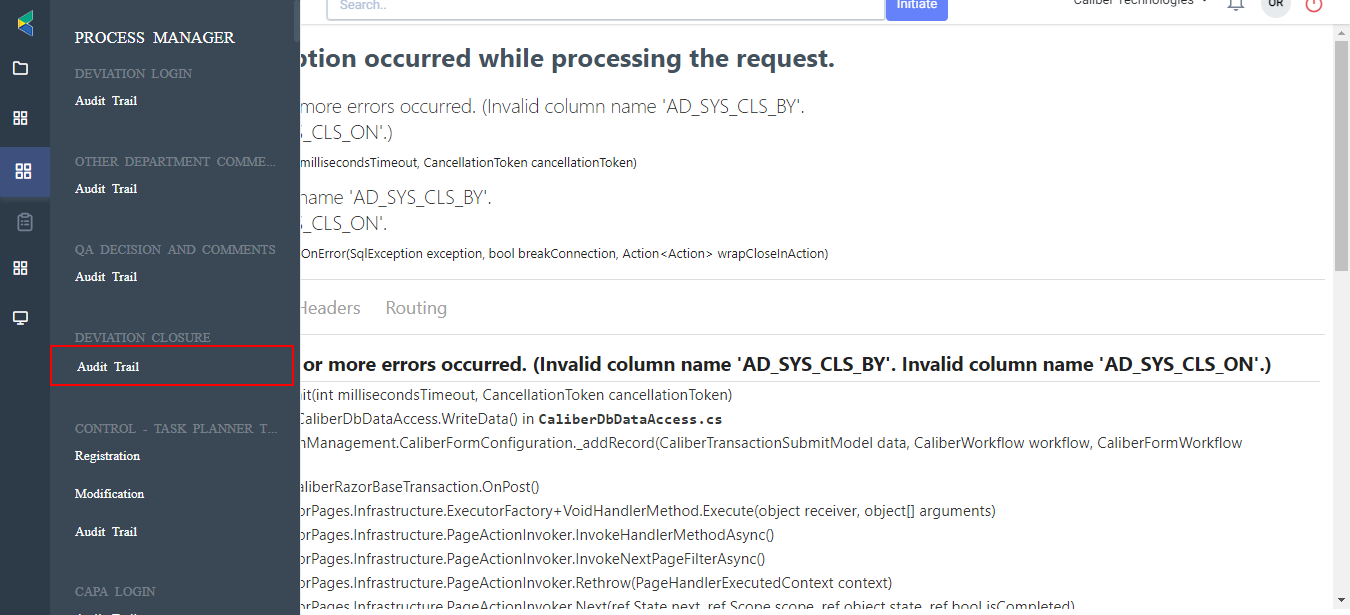 Search..
Initiate
Caliber Technologies
UR
PROCESS MANAGER
DEVIATION LOGIN
Audit Trail
OTHER DEPARTMENT COMME...
Audit Trail
QA DECISION AND COMMENTS
Audit Trail
DEVIATION CLOSURE
Audit Trail
CONTROL - TASK PLANNER T...
Registration
Modification
Audit Trail
CAPA LOGIN
Audit Trail
ption occurred while processing the request.
more errors occurred. (Invalid column name 'AD_SYS_CLS_BY'.
S_CLS_ON'.)
millisecondsTimeout, CancellationToken cancellationToken)
name 'AD_SYS_CLS_BY'.
S_CLS_ON'.
OnError(SqlException exception, bool breakConnection, Action<Action> wrapCloseInAction)
Headers Routing
or more errors occurred. (Invalid column name 'AD_SYS_CLS_BY'. Invalid column name 'AD_SYS_CLS_ON'.)
it(int millisecondsTimeout, CancellationToken cancellationToken)
CaliberDbDataAccess.WriteData() in CaliberDbDataAccess.cs
nManagement.CaliberFormConfiguration._addRecord(CaliberTransactionSubmitModel data, CaliberWorkflow workflow, CaliberFormWorkflow
aliberRazorBaseTransaction.OnPost()
orPages.Infrastructure.ExecutorFactory+VoidHandlerMethod.Execute(object receiver, object[] arguments)
orPages.Infrastructure.PageActionInvoker.InvokeHandlerMethodAsync()
orPages.Infrastructure.PageActionInvoker.InvokeNextPageFilterAsync()
orPages.Infrastructure.PageActionInvoker.Rethrow(PageHandlerExecutedContext context)
orPages.Infrastructure.PageActionInvoker.Next(ref State next, ref Scope scope, ref object state, ref bool isCompleted)